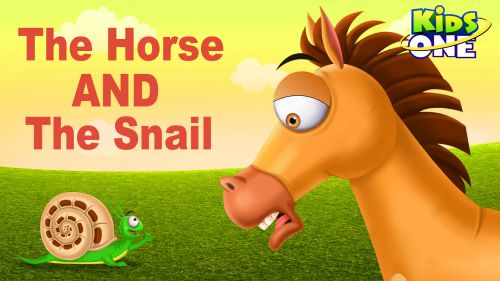 The Horse
AND
The Snail
KiDS
ONE